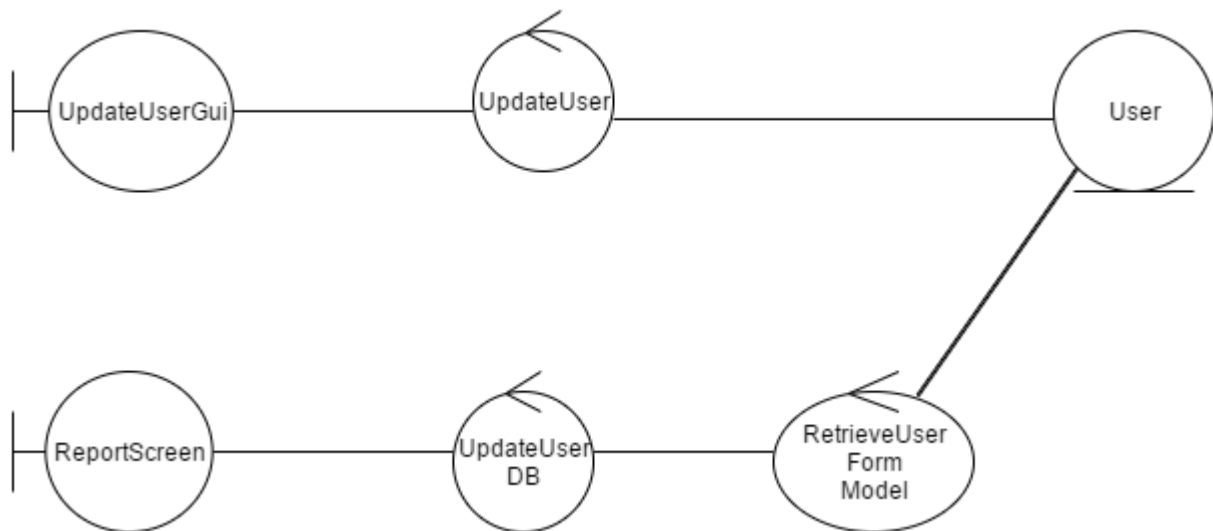 UpdateUserGui
UpdateUser
User
ReportScreen
UpdateUser
DB
RetrieveUser
Form
Model